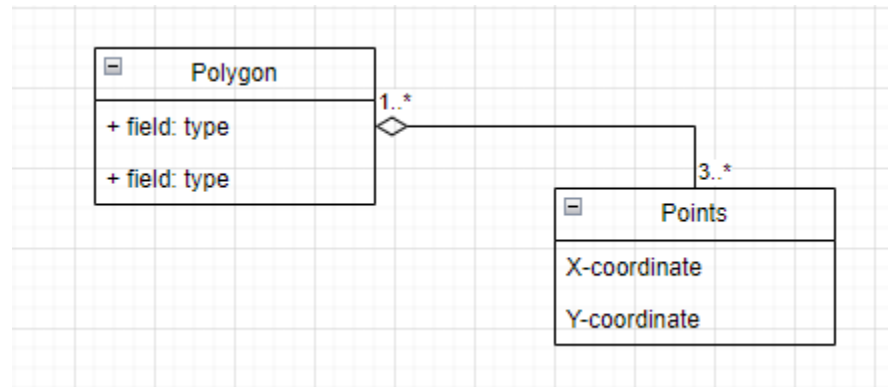 Polygon
1..*
+ field: type
+ field: type
3..*
Points
X-coordinate
Y-coordinate